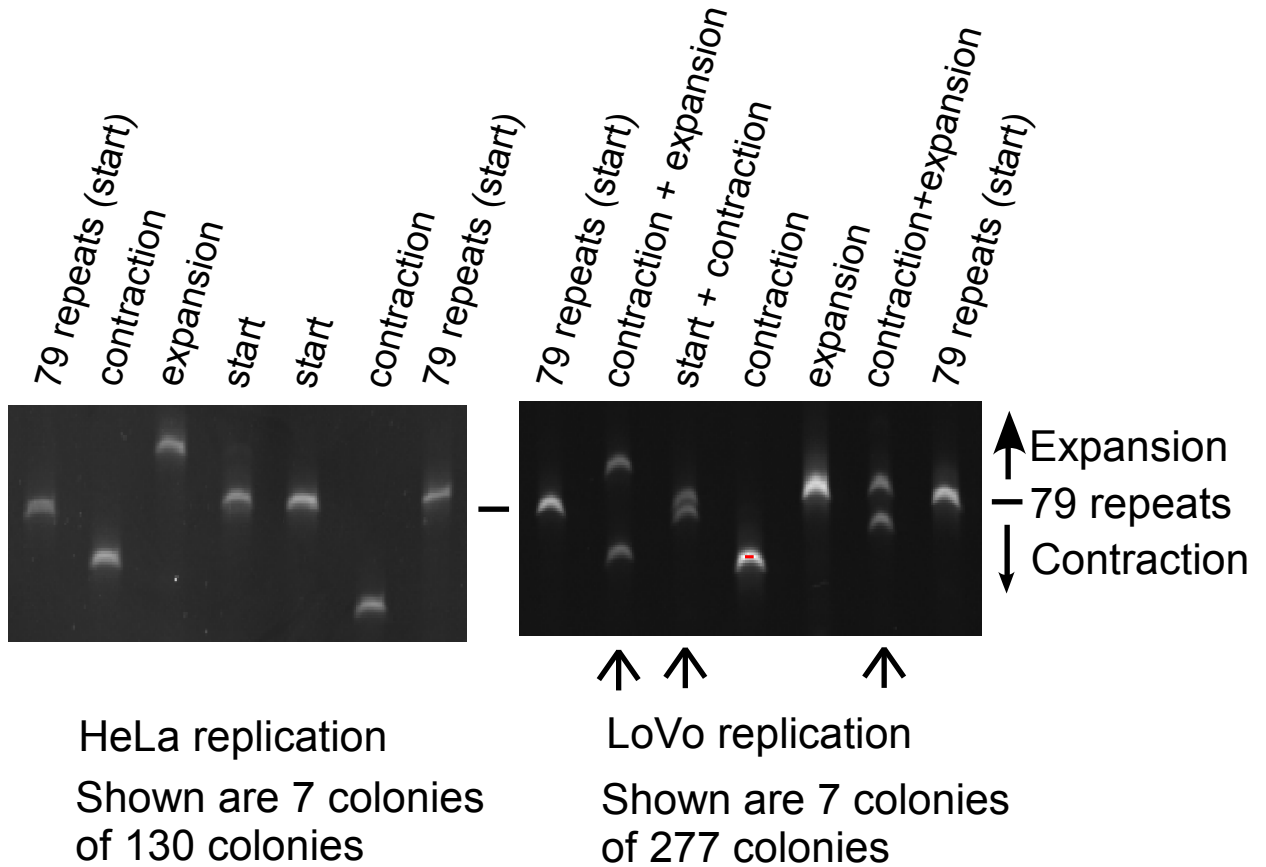 79 repeats (start)
contraction
expansion
start
start
contraction
79 repeats (start)
79 repeats (start)
contraction + expansion
start + contraction
contraction
expansion
contraction+expansion
79 repeats (start)
Expansion
79 repeats
Contraction
HeLa replication
Shown are 7 colonies
of 130 colonies
LoVo replication
Shown are 7 colonies
of 277 colonies